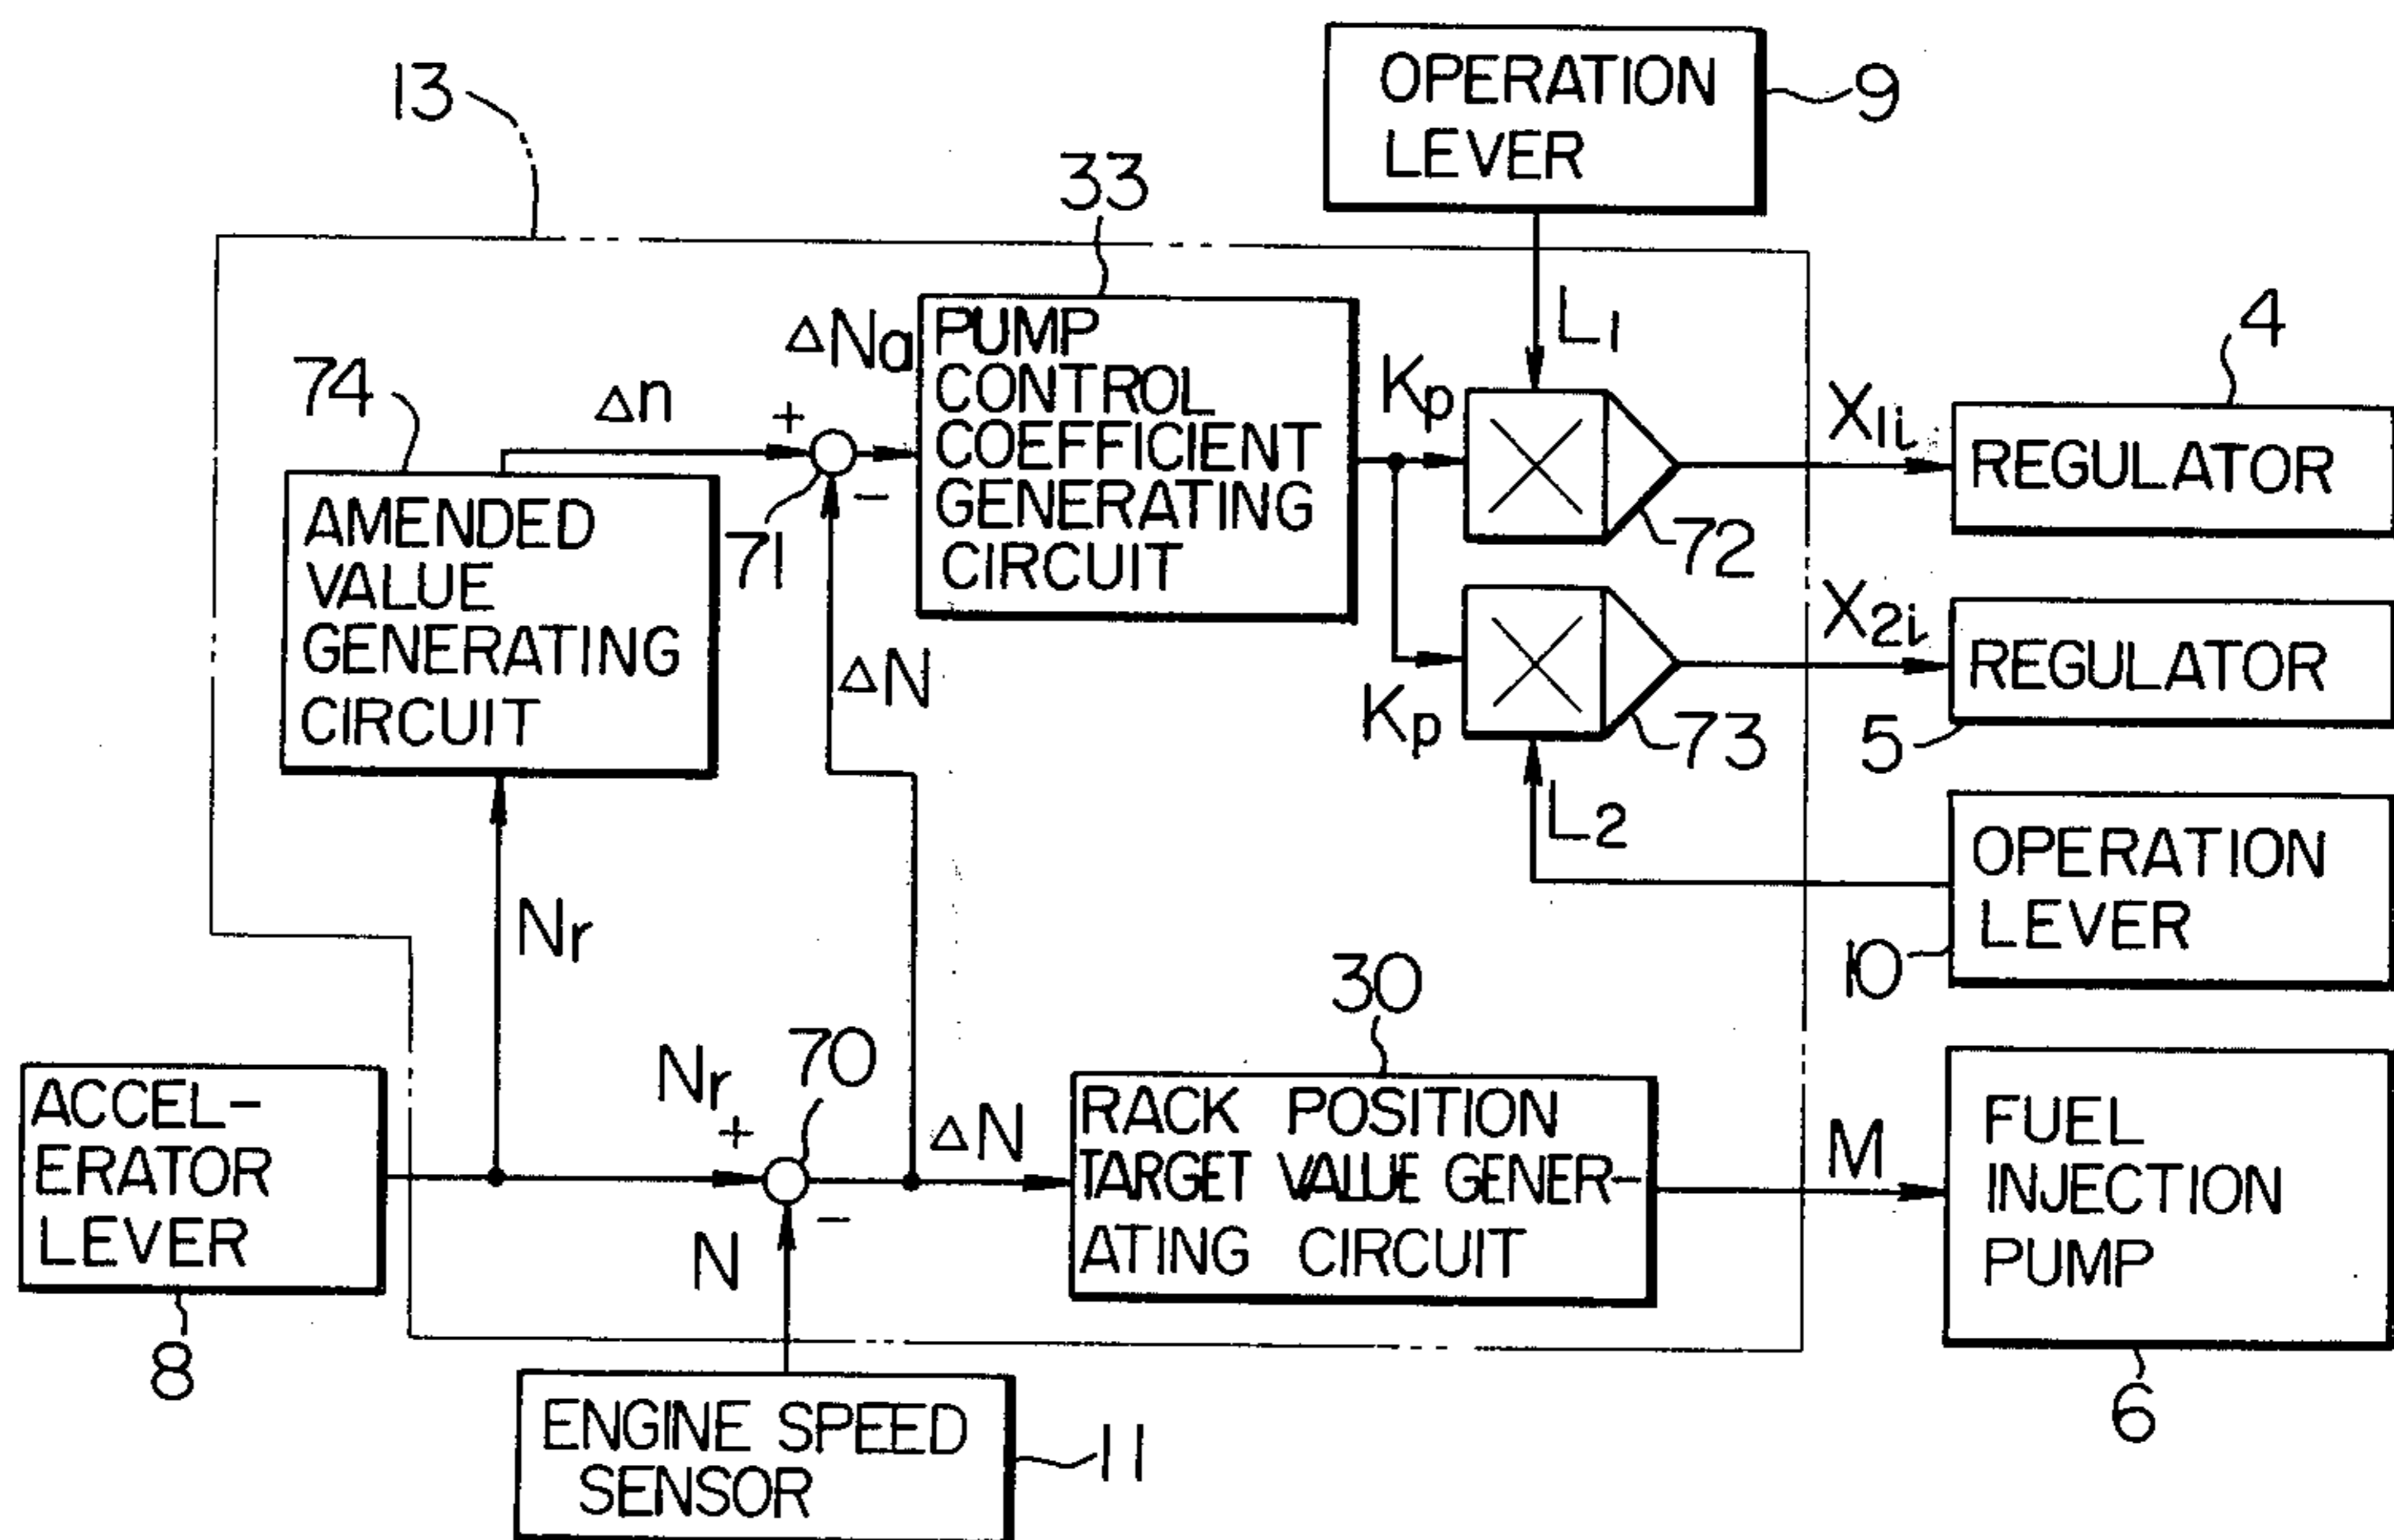 13
OPERATION
LEVER
9
33
ΔNa
PUMP
CONTROL
COEFFICIENT
GENERATING
CIRCUIT
L1
4
74
Δn
+
−
71
Kp
72
X1i
REGULATOR
AMENDED
VALUE
GENERATING
CIRCUIT
ΔN
Kp
73
X2i
REGULATOR
5
L2
OPERATION
LEVER
10
Nr
30
ACCEL-
ERATOR
LEVER
8
Nr
+
70
−
N
ΔN
RACK POSITION
TARGET VALUE GENER-
ATING CIRCUIT
M
FUEL
INJECTION
PUMP
6
ENGINE SPEED
SENSOR
11